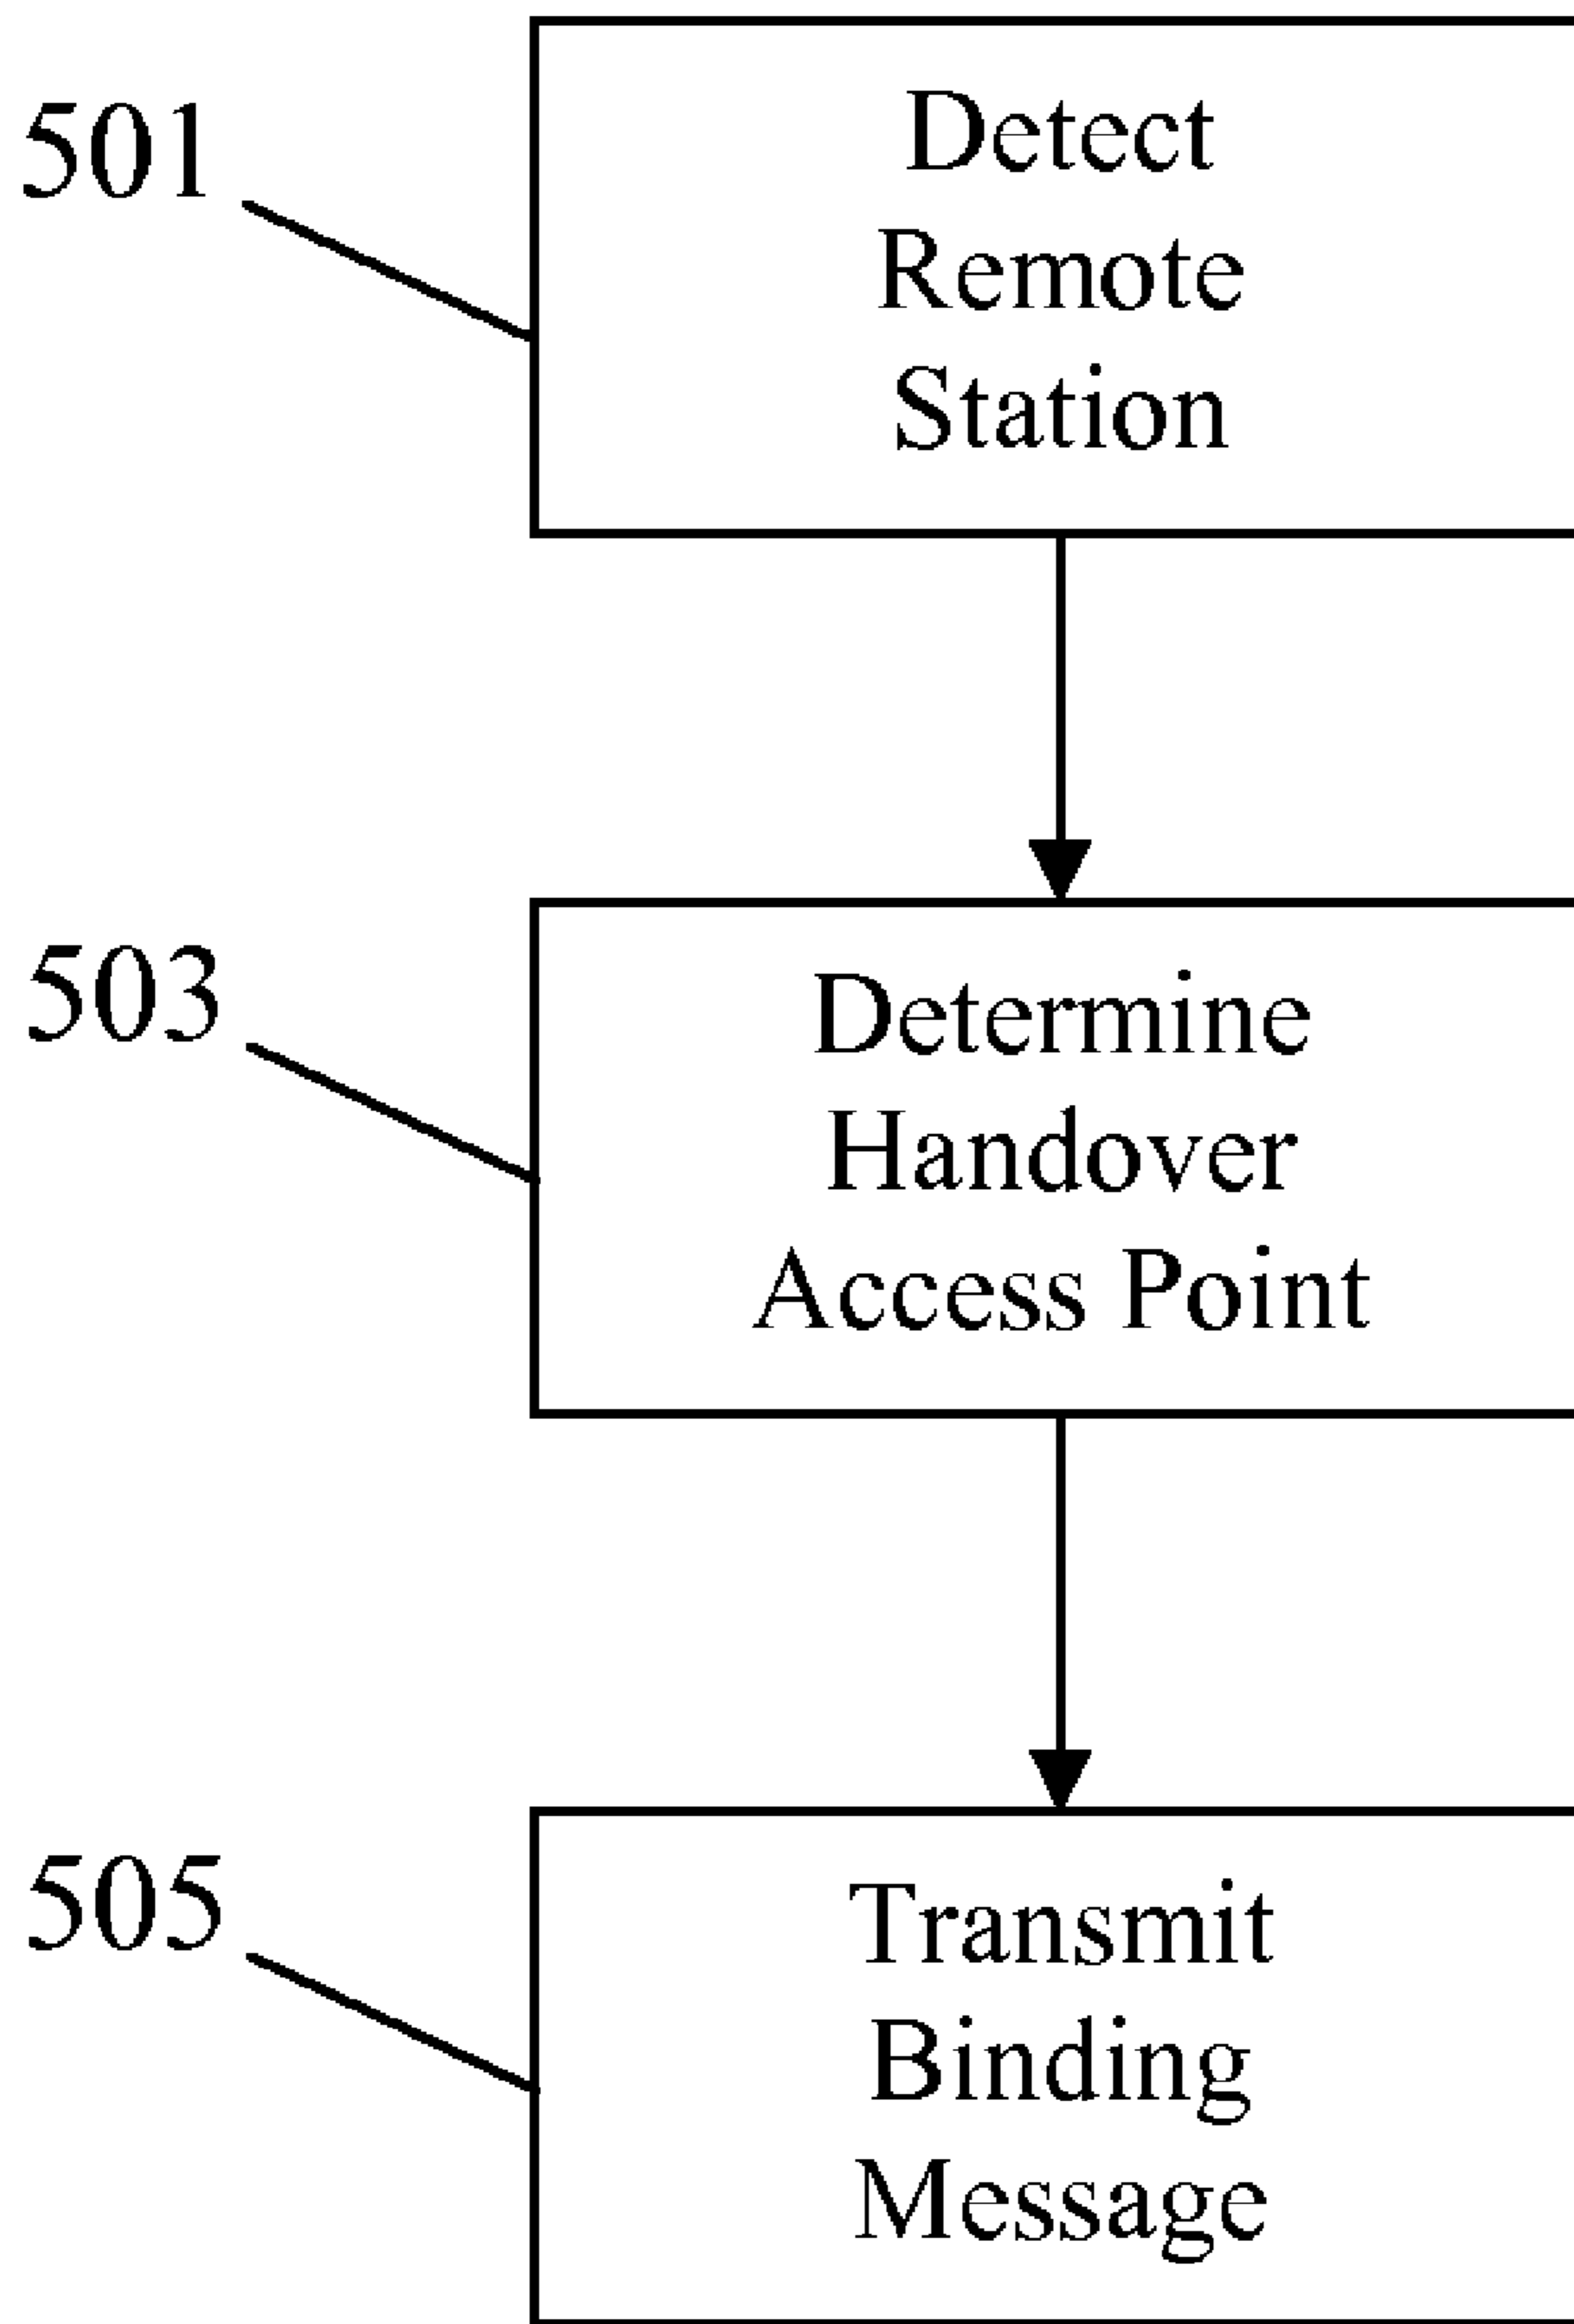 501
Detect
Remote
Station
503
Determine
Handover
Access Point
505
Transmit
Binding
Message